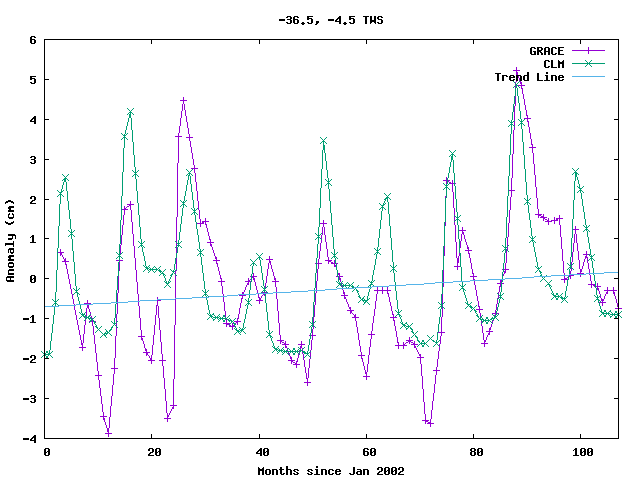 -36.5, -4.5 TWS
GRACE
CLM
Trend Line
6
5
4
3
2
1
0
-1
-2
-3
-4
Anomaly (cm)
0 20 40 60 80 100
Months since Jan 2002